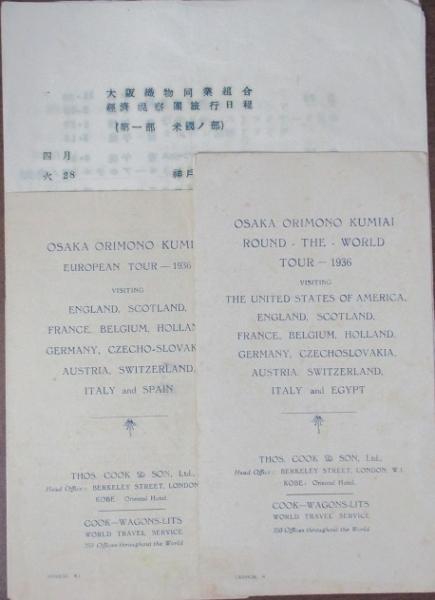 大阪織物同業組合
經濟視察團旅行日程
(第一部 米國ノ部)
四月
火 28 神戶
OSAKA ORIMONO KUMI
EUROPEAN TOUR — 1936
VISITING
ENGLAND, SCOTLAND,
FRANCE, BELGIUM, HOLLAN
GERMANY, CZECHO-SLOVAK
AUSTRIA, SWITZERLAND,
ITALY and SPAIN
THOS. COOK & SON, Ltd.,
Head Office: BERKELEY STREET, LONDON
KOBE: Oriental Hotel.
COOK—WAGONS-LITS
WORLD TRAVEL SERVICE
350 Offices throughout the World
OSAKA ORIMONO KUMIAI
ROUND - THE - WORLD
TOUR — 1936
VISITING
THE UNITED STATES OF AMERICA,
ENGLAND, SCOTLAND,
FRANCE, BELGIUM, HOLLAND,
GERMANY, CZECHOSLOVAKIA,
AUSTRIA, SWITZERLAND,
ITALY and EGYPT
THOS. COOK & SON, Ltd.,
Head Office: BERKELEY STREET, LONDON, W.1.
KOBE: Oriental Hotel.
COOK—WAGONS-LITS
WORLD TRAVEL SERVICE
350 Offices throughout the World